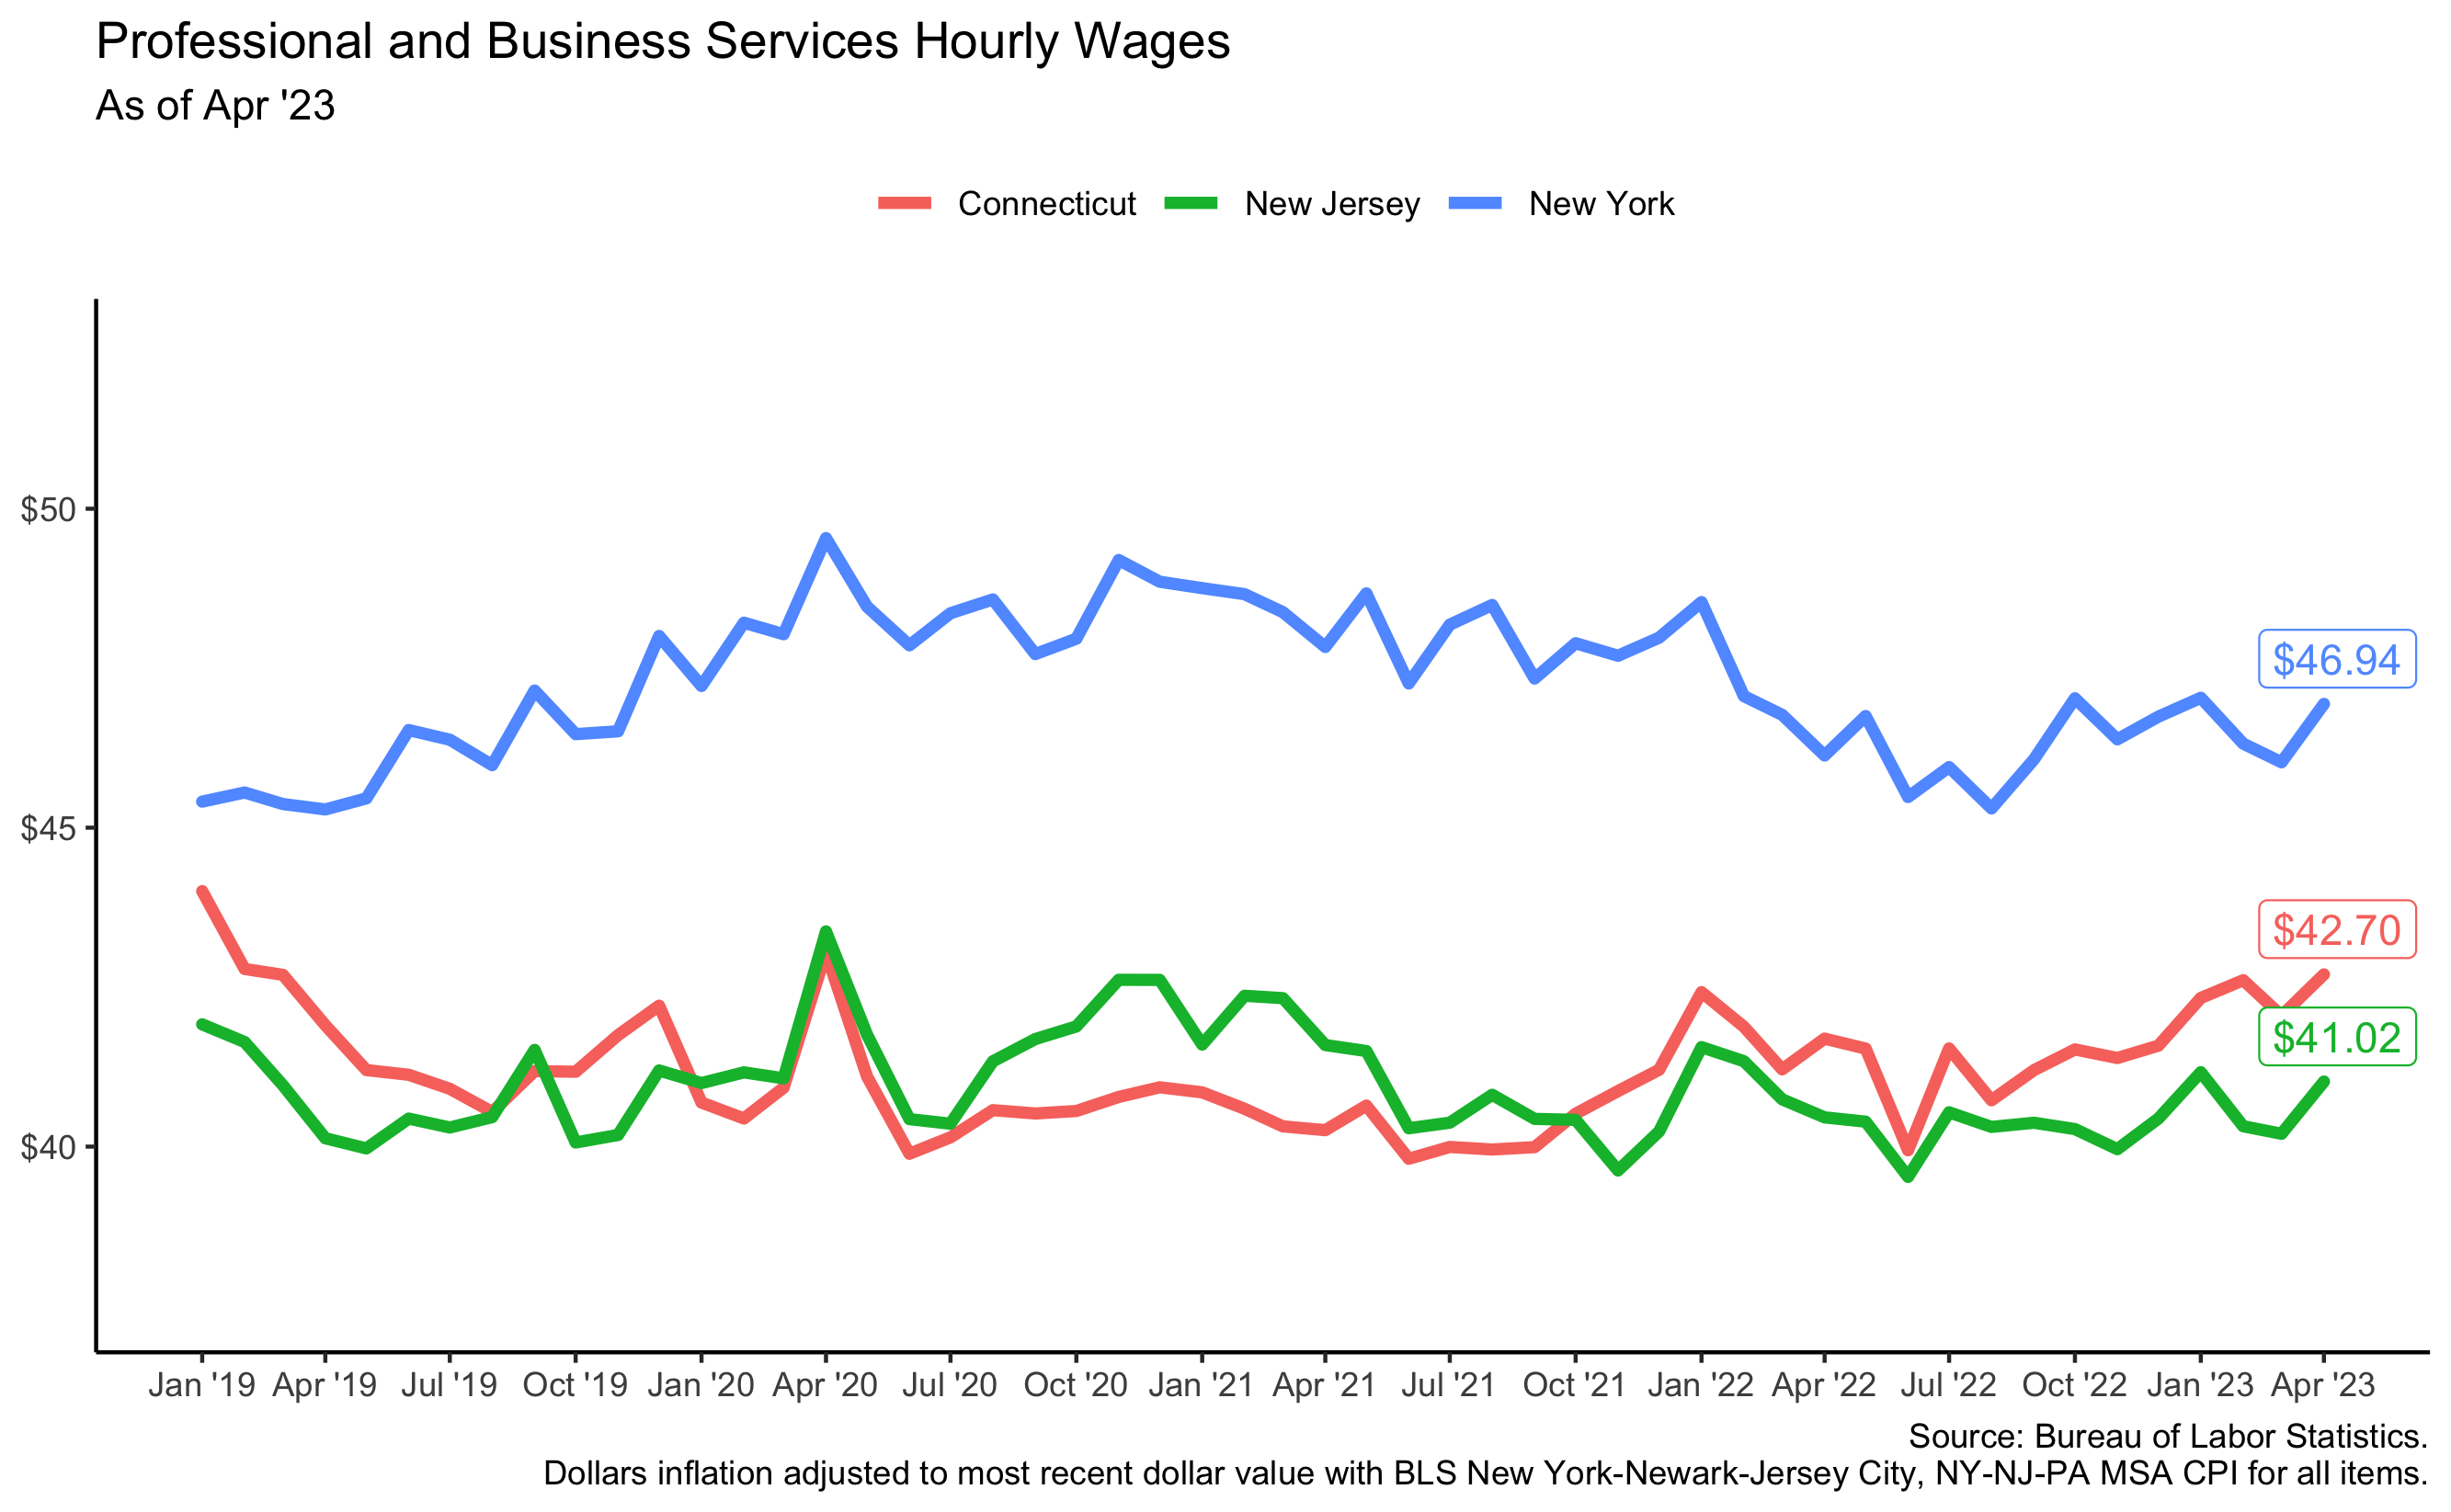 Professional and Business Services Hourly Wages
As of Apr '23
Connecticut New Jersey New York
$50
$45
$40
$46.94
$42.70
$41.02
Jan '19 Apr '19 Jul '19 Oct '19 Jan '20 Apr '20 Jul '20 Oct '20 Jan '21 Apr '21 Jul '21 Oct '21 Jan '22 Apr '22 Jul '22 Oct '22 Jan '23 Apr '23
Source: Bureau of Labor Statistics.
Dollars inflation adjusted to most recent dollar value with BLS New York-Newark-Jersey City, NY-NJ-PA MSA CPI for all items.